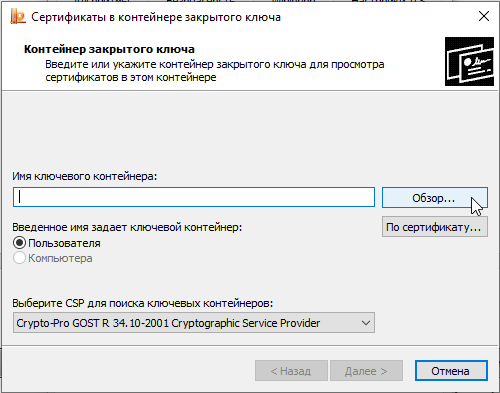 Сертификаты в контейнере закрытого ключа
Контейнер закрытого ключа
Введите или укажите контейнер закрытого ключа для просмотра
сертификатов в этом контейнере
Имя ключевого контейнера:
Обзор...
Введенное имя задает ключевой контейнер:
По сертификату...
Пользователя
Компьютера
Выберите CSP для поиска ключевых контейнеров:
Crypto-Pro GOST R 34.10-2001 Cryptographic Service Provider
< Назад
Далее >
Отмена